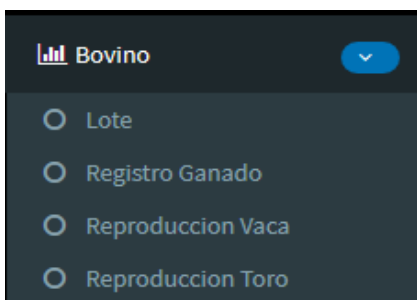 Bovino
Lote
Registro Ganado
Reproduccion Vaca
Reproduccion Toro